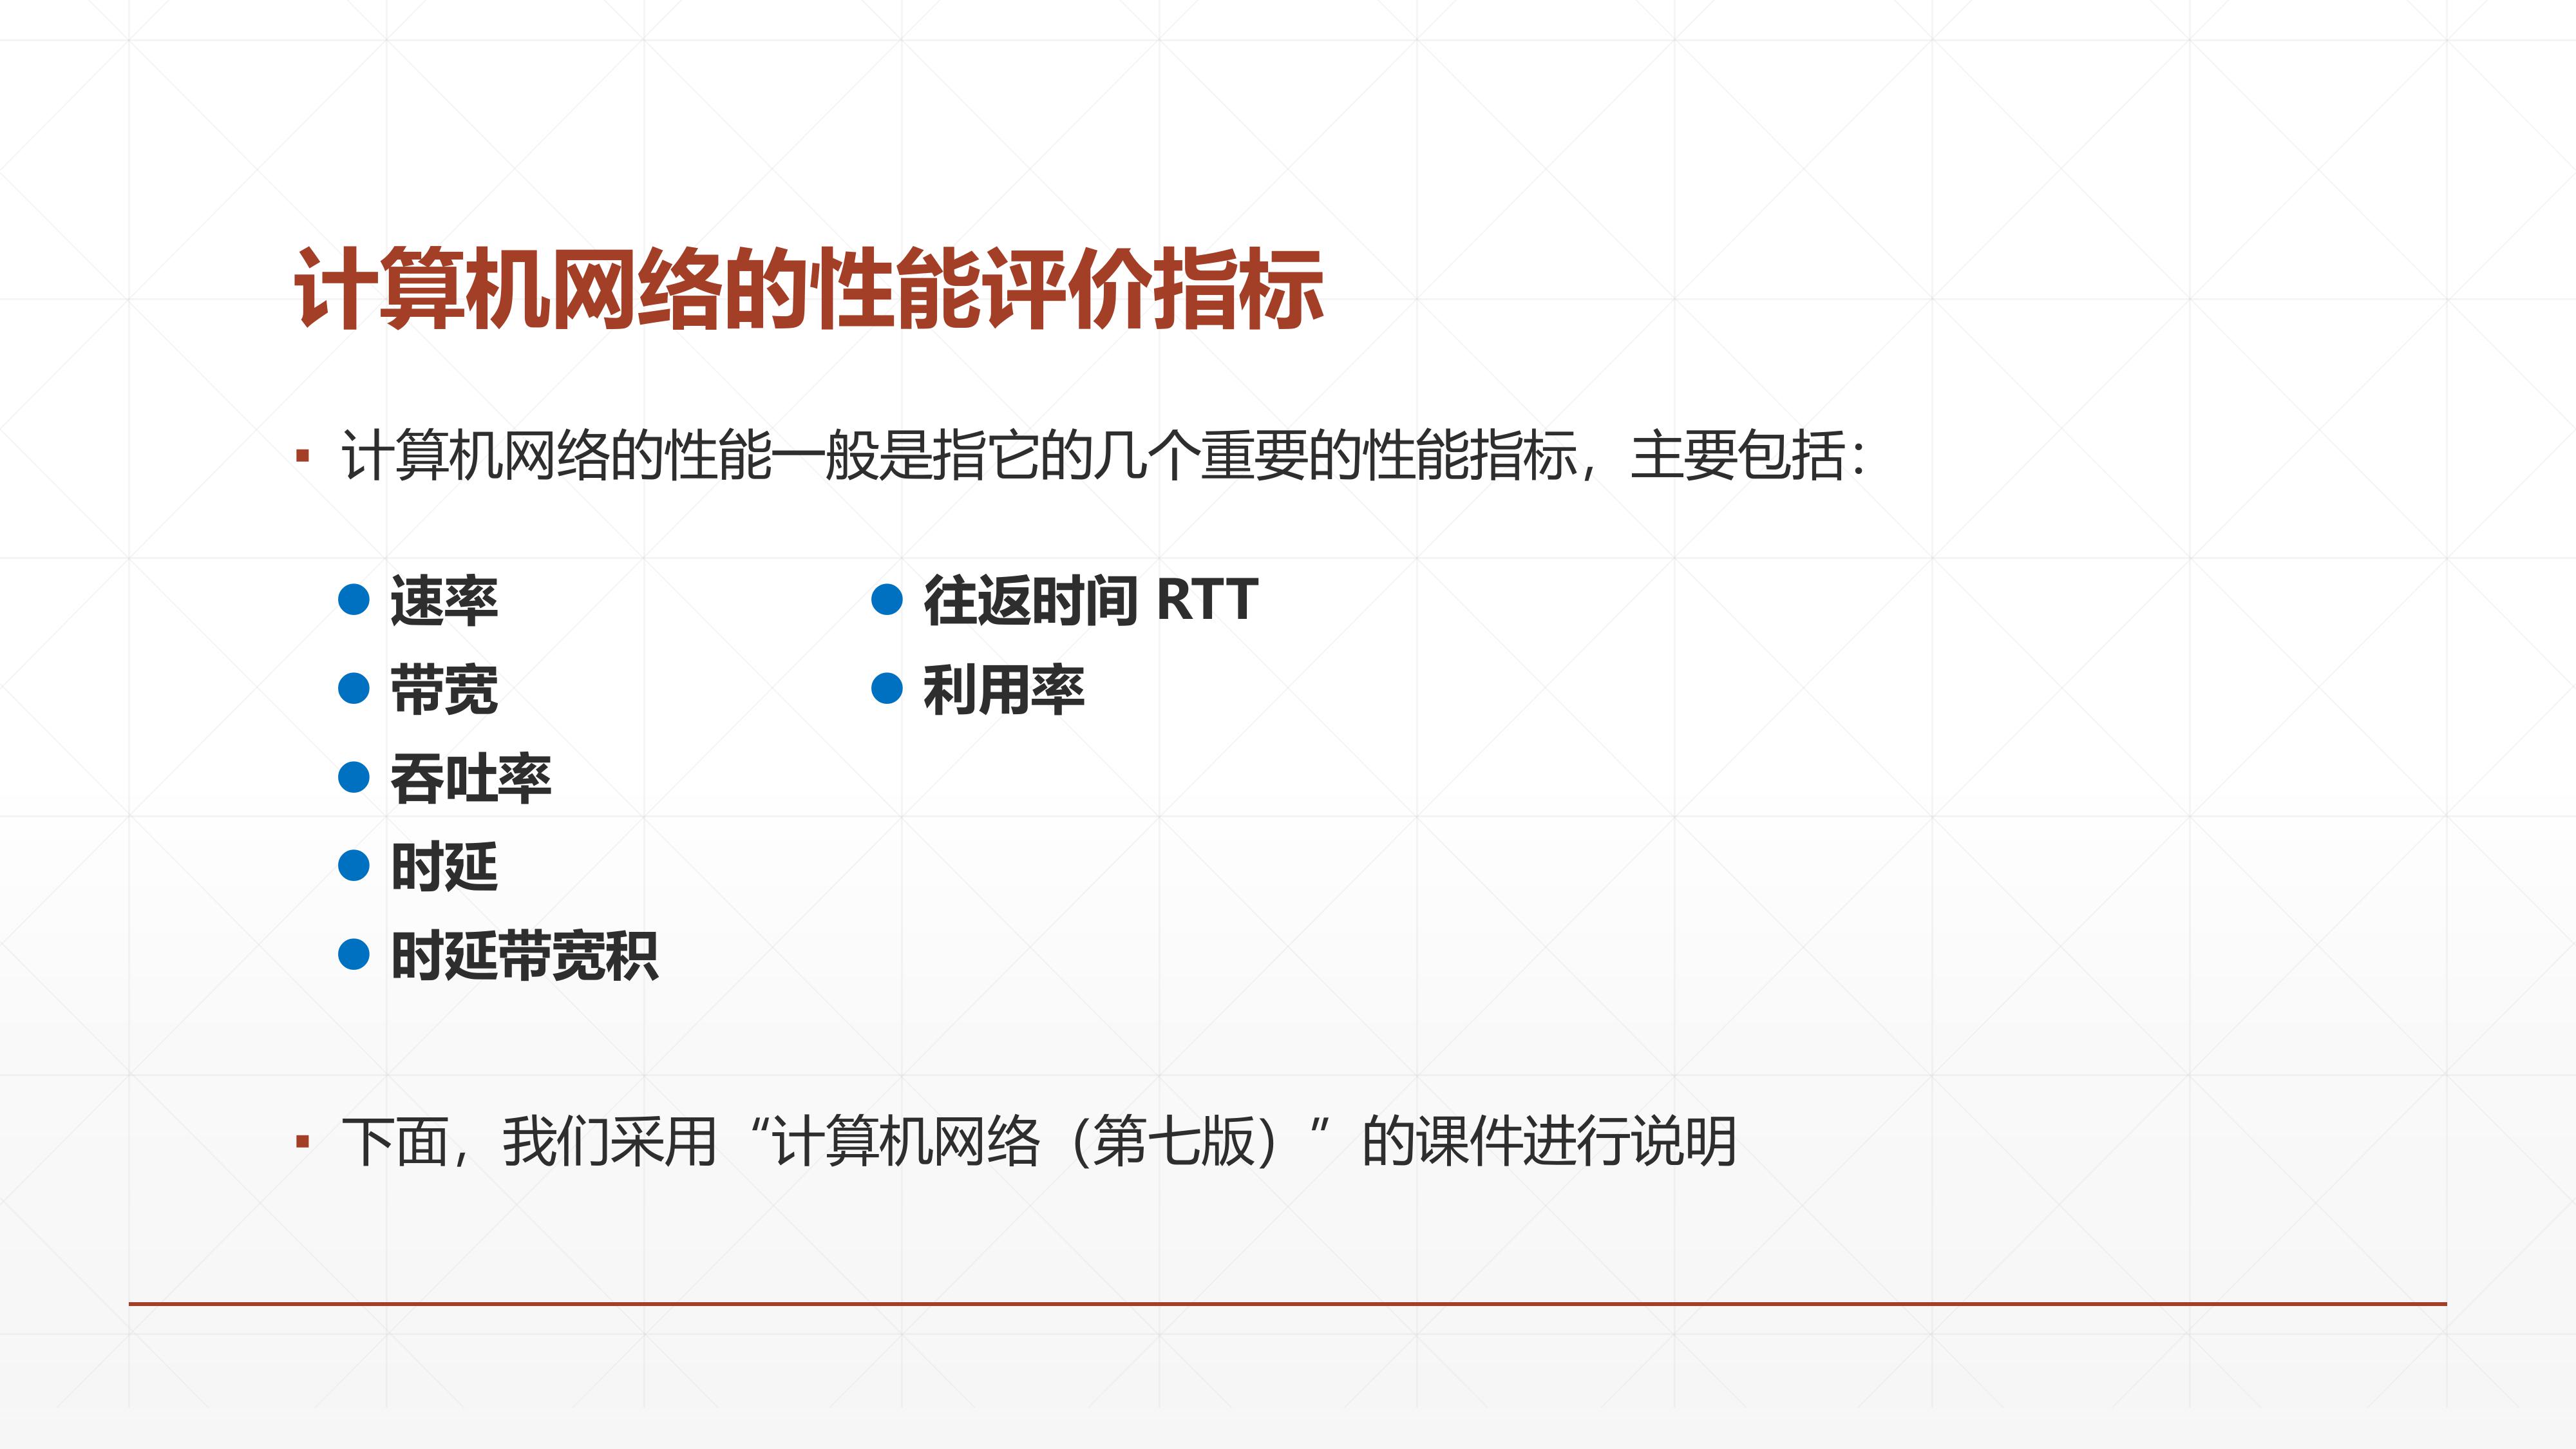 计算机网络的性能评价指标
▪ 计算机网络的性能一般是指它的几个重要的性能指标，主要包括：
● 速率
● 带宽
● 吞吐率
● 时延
● 时延带宽积
● 往返时间 RTT
● 利用率
▪ 下面，我们采用“计算机网络（第七版）”的课件进行说明